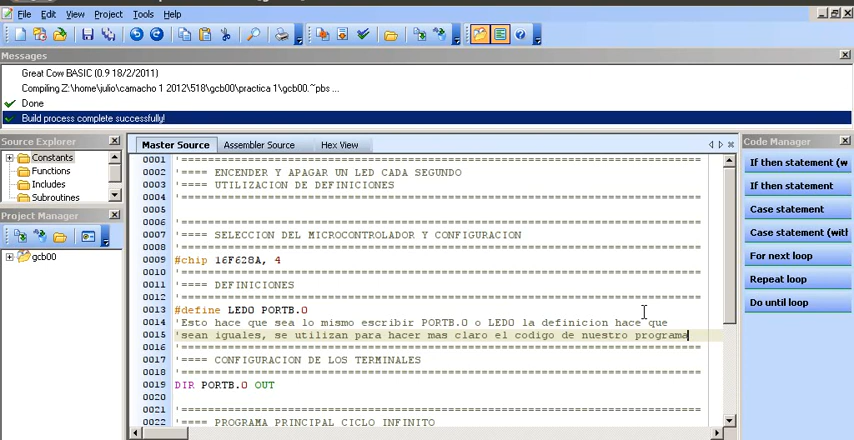 File Edit View Project Tools Help
Messages
Great Cow BASIC (0.9 18/2/2011)
Compiling Z:\home\julio\camacho 1 2012\518\gcb00\practica 1\gcb00.~pbs ...
Done
Build process complete successfully!
Source Explorer
Constants
Functions
Includes
Subroutines
Project Manager
gcb00
Master Source Assembler Source Hex View
0001 '===============================================================
0002 '==== ENCENDER Y APAGAR UN LED CADA SEGUNDO
0003 '==== UTILIZACION DE DEFINICIONES
0004 '===============================================================
0005
0006 '===============================================================
0007 '==== SELECCION DEL MICROCONTROLADOR Y CONFIGURACION
0008 '===============================================================
0009 #chip 16F628A, 4
0010 '===============================================================
0011 '==== DEFINICIONES
0012 '===============================================================
0013 #define LED0 PORTB.0
0014 'Esto hace que sea lo mismo escribir PORTB.0 o LED0 la definicion hace que
0015 'sean iguales, se utilizan para hacer mas claro el codigo de nuestro programa
0016 '===============================================================
0017 '==== CONFIGURACION DE LOS TERMINALES
0018 '===============================================================
0019 DIR PORTB.0 OUT
0020
0021 '===============================================================
0022 '==== PROGRAMA PRINCIPAL CICLO INFINITO
Code Manager
If then statement (w
If then statement
Case statement
Case statement (with
For next loop
Repeat loop
Do until loop